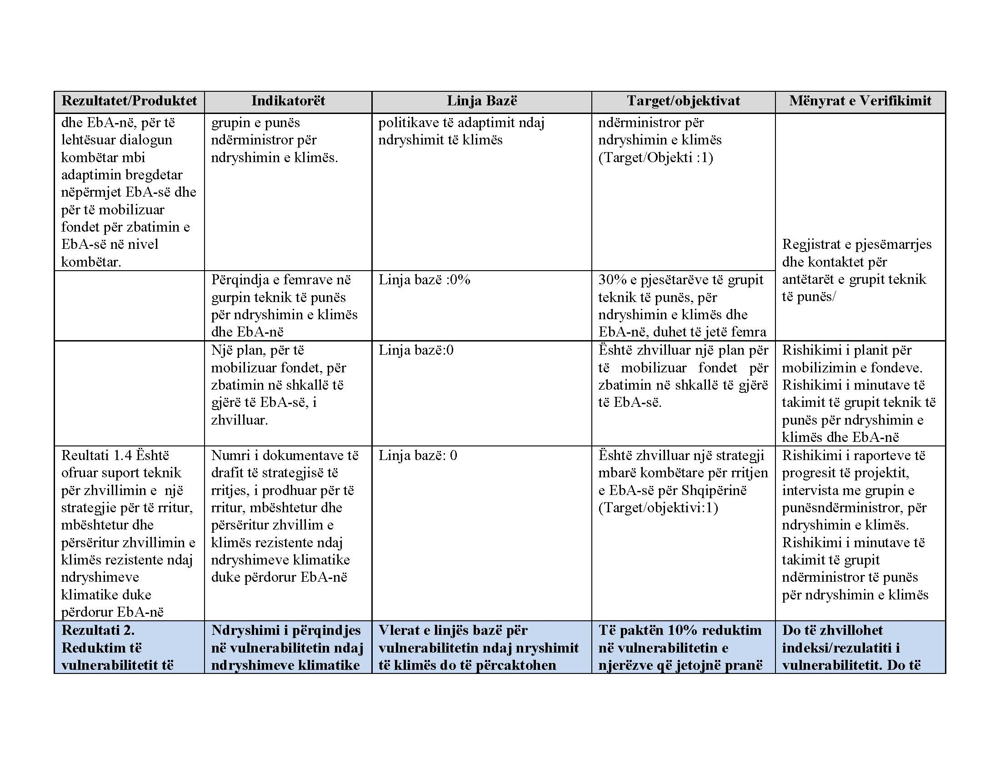 Rezultatet/Produktet
Indikatorët
Linja Bazë
Target/objektivat
Mënyrat e Verifikimit
dhe EbA-në, për të
lehtësuar dialogun
kombëtar mbi
adaptimin bregdetar
nëpërmjet EbA-së dhe
për të mobilizuar
fondet për zbatimin e
EbA-së në nivel
kombëtar.
grupin e punës
ndërministror për
ndryshimin e klimës.
politikave të adaptimit ndaj
ndryshimit të klimës
ndërministror për
ndryshimin e klimës
(Target/Objekti :1)
Regjistrat e pjesëmarrjes
dhe kontaktet për
antëtarët e grupit teknik
të punës/
Përqindja e femrave në
gurpin teknik të punës
për ndryshimin e klimës
dhe EbA-në
Linja bazë :0%
30% e pjesëtarëve të grupit
teknik të punës, për
ndryshimin e klimës dhe
EbA-në, duhet të jetë femra
Një plan, për të
mobilizuar fondet, për
zbatimin në shkallë të
gjërë të EbA-së, i
zhvilluar.
Linja bazë:0
Është zhvilluar një plan për
të mobilizuar fondet për
zbatimin në shkallë të gjërë
të EbA-së.
Rishikimi i planit për
mobilizimin e fondeve.
Rishikimi i minutave të
takimit të grupit teknik të
punës për ndryshimin e
klimës dhe EbA-në
Reultati 1.4 Është
ofruar suport teknik
për zhvillimin e  një
strategjie për të rritur,
mbështetur dhe
përsëritur zhvillimin e
klimës rezistente ndaj
ndryshimeve
klimatike duke
përdorur EbA-në
Numri i dokumentave të
drafit të strategjisë të
rritjes, i prodhuar për të
rritur, mbështetur dhe
përsëritur zhvillim e
klimës rezistente ndaj
ndryshimeve klimatike
duke përdorur EbA-në
Linja bazë: 0
Është zhvilluar një strategji
mbarë kombëtare për rritjen
e EbA-së për Shqipërinë
(Target/objektivi:1)
Rishikimi i raporteve të
progresit të projektit,
intervista me grupin e
punësndërministror, për
ndryshimin e klimës.
Rishikimi i minutave të
takimit të grupit
ndërministror të punës
për ndryshimin e klimës
Rezultati 2.
Reduktim të
vulnerabilitetit të
Ndryshimi i përqindjes
në vulnerabilitetin ndaj
ndryshimeve klimatike
Vlerat e linjës bazë për
vulnerabilitetin ndaj nryshimit
të klimës do të përcaktohen
Të paktën 10% reduktim
në vulnerabilitetin e
njerëzve që jetojnë pranë
Do të zhvillohet
indeksi/rezulatiti i
vulnerabilitetit. Do të